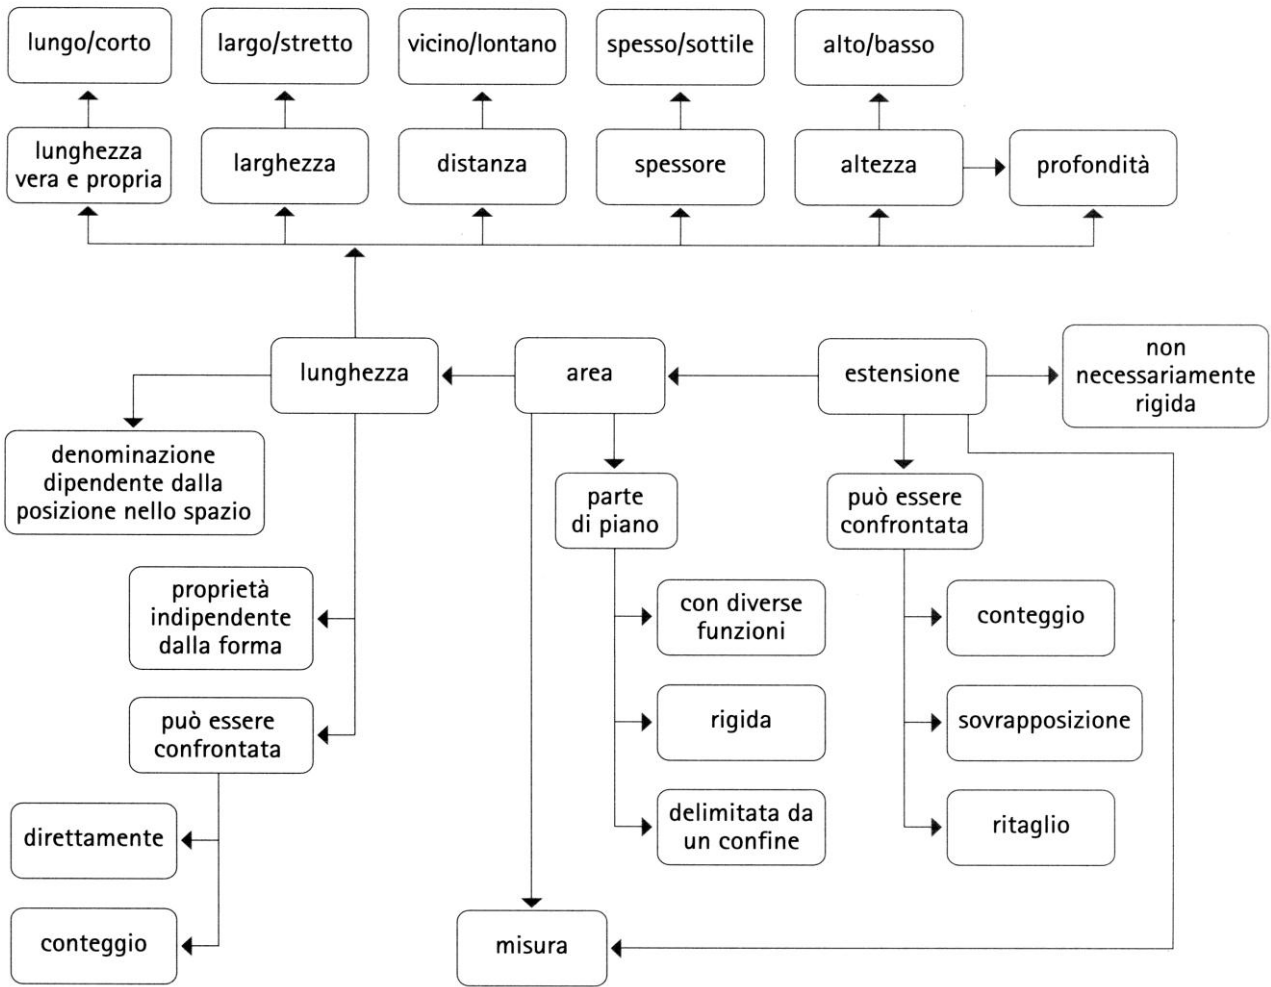 lungo/corto
largo/stretto
vicino/lontano
spesso/sottile
alto/basso
lunghezza
vera e propria
larghezza
distanza
spessore
altezza
profondità
lunghezza
area
estensione
non
necessariamente
rigida
denominazione
dipendente dalla
posizione nello spazio
parte
di piano
può essere
confrontata
proprietà
indipendente
dalla forma
con diverse
funzioni
conteggio
può essere
confrontata
rigida
sovrapposizione
direttamente
delimitata da
un confine
ritaglio
conteggio
misura